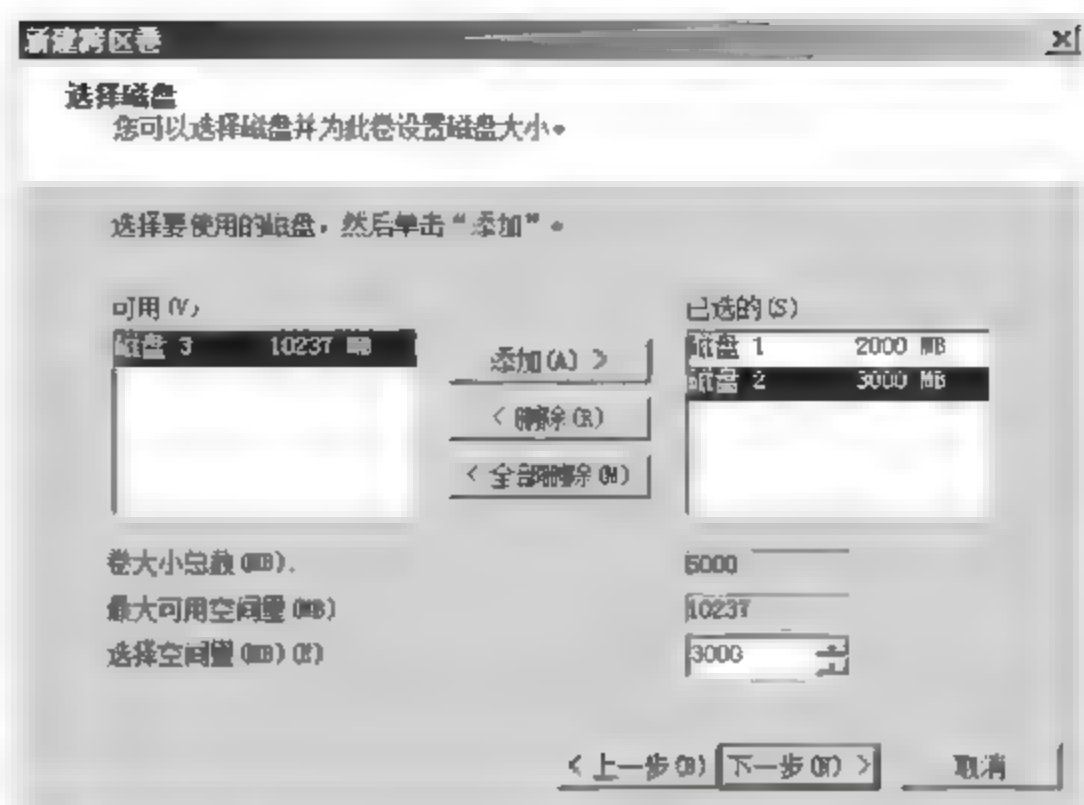 新建跨区卷
选择磁盘
您可以选择磁盘并为此卷设置磁盘大小。
选择要使用的磁盘，然后单击“添加”。
可用(V)
已选的(S)
磁盘 3 10237 MB
添加(A) >
磁盘 1 2000 MB
磁盘 2 3000 MB
< 删除(R)
< 全部删除(M)
卷大小总数(MB):
5000
最大可用空间量(MB)
10237
选择空间量(MB)(E)
3000
< 上一步(B)
下一步(N) >
取消